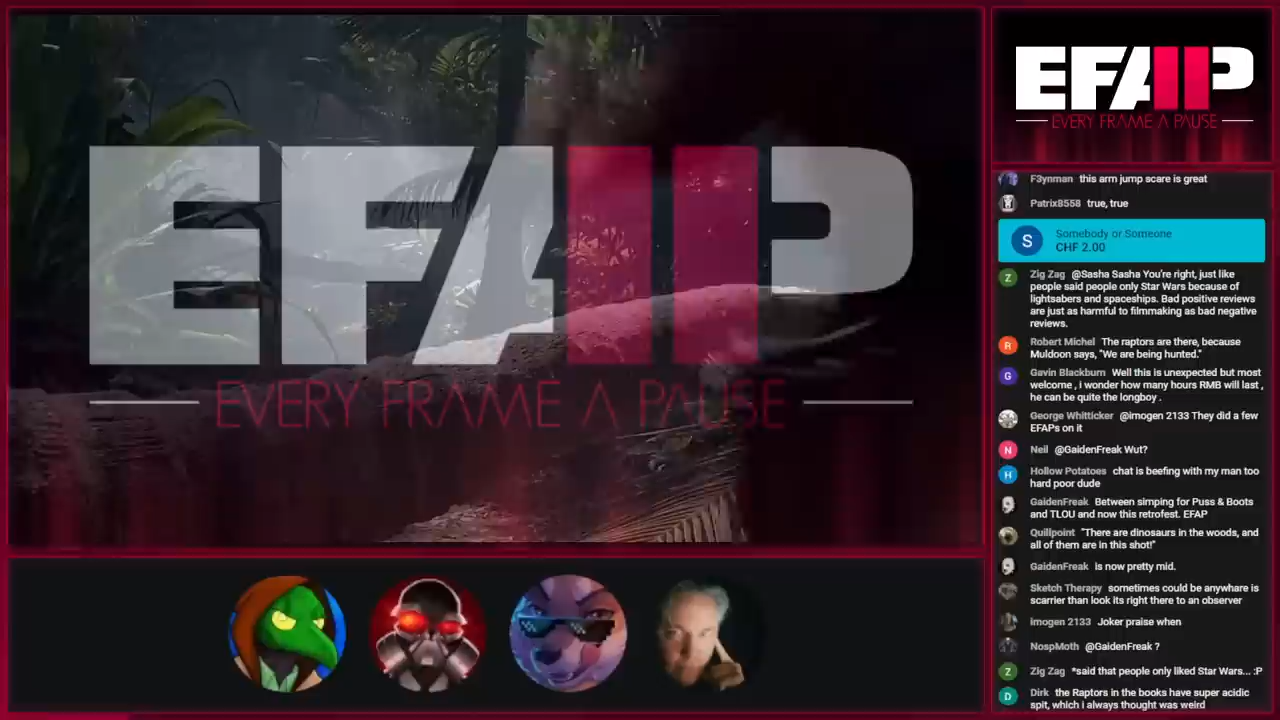 EFAP
EVERY FRAME A PAUSE
EFAP
EVERY FRAME A PAUSE
F3ynman this arm jump scare is great
Patrix8558 true, true
S
Somebody or Someone
CHF 2.00
Z
Zig Zag @Sasha Sasha You're right, just like
people said people only Star Wars because of
lightsabers and spaceships. Bad positive reviews
are just as harmful to filmmaking as bad negative
reviews.
R
Robert Michel The raptors are there, because
Muldoon says, "We are being hunted."
G
Gavin Blackburn Well this is unexpected but most
welcome , i wonder how many hours RMB will last ,
he can be quite the longboy .
George Whitticker @imogen 2133 They did a few
EFAPs on it
N
Neil @GaidenFreak Wut?
H
Hollow Potatoes chat is beefing with my man too
hard poor dude
GaidenFreak Between simping for Puss & Boots
and TLOU and now this retrofest. EFAP
Quillpoint "There are dinosaurs in the woods, and
all of them are in this shot!"
GaidenFreak is now pretty mid.
Sketch Therapy sometimes could be anywhare is
scarrier than look its right there to an observer
imogen 2133 Joker praise when
NospMoth @GaidenFreak ?
Z
Zig Zag *said that people only liked Star Wars... :P
D
Dirk the Raptors in the books have super acidic
spit, which i always thought was weird